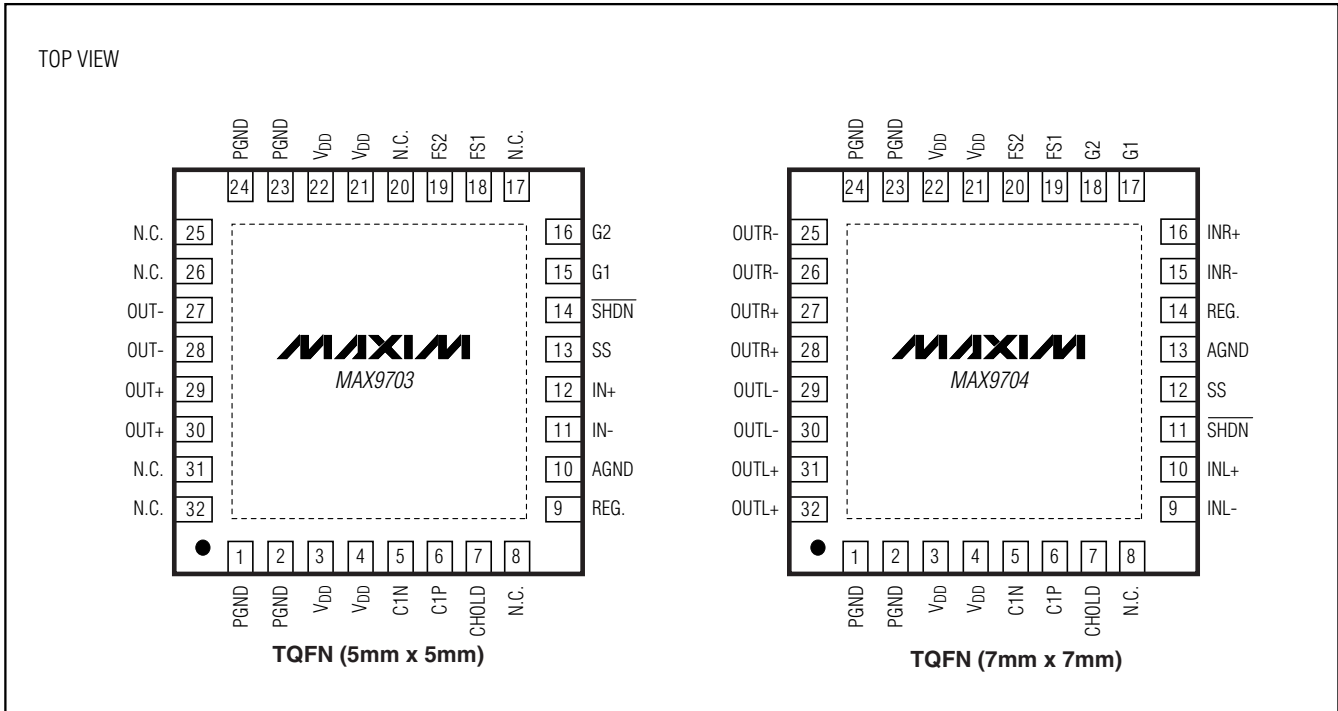 TOP VIEW
PGND PGND VDD VDD N.C. FS2 FS1 N.C.
24 23 22 21 20 19 18 17
N.C. 25
N.C. 26
OUT- 27
OUT- 28
OUT+ 29
OUT+ 30
N.C. 31
N.C. 32
MAXIM
MAX9703
16 G2
15 G1
14 SHDN
13 SS
12 IN+
11 IN-
10 AGND
9 REG.
1 2 3 4 5 6 7 8
PGND PGND VDD VDD C1N C1P CHOLD N.C.
TQFN (5mm x 5mm)
PGND PGND VDD VDD FS2 FS1 G2 G1
24 23 22 21 20 19 18 17
OUTR- 25
OUTR- 26
OUTR+ 27
OUTR+ 28
OUTL- 29
OUTL- 30
OUTL+ 31
OUTL+ 32
MAXIM
MAX9704
16 INR+
15 INR-
14 REG.
13 AGND
12 SS
11 SHDN
10 INL+
9 INL-
1 2 3 4 5 6 7 8
PGND PGND VDD VDD C1N C1P CHOLD N.C.
TQFN (7mm x 7mm)